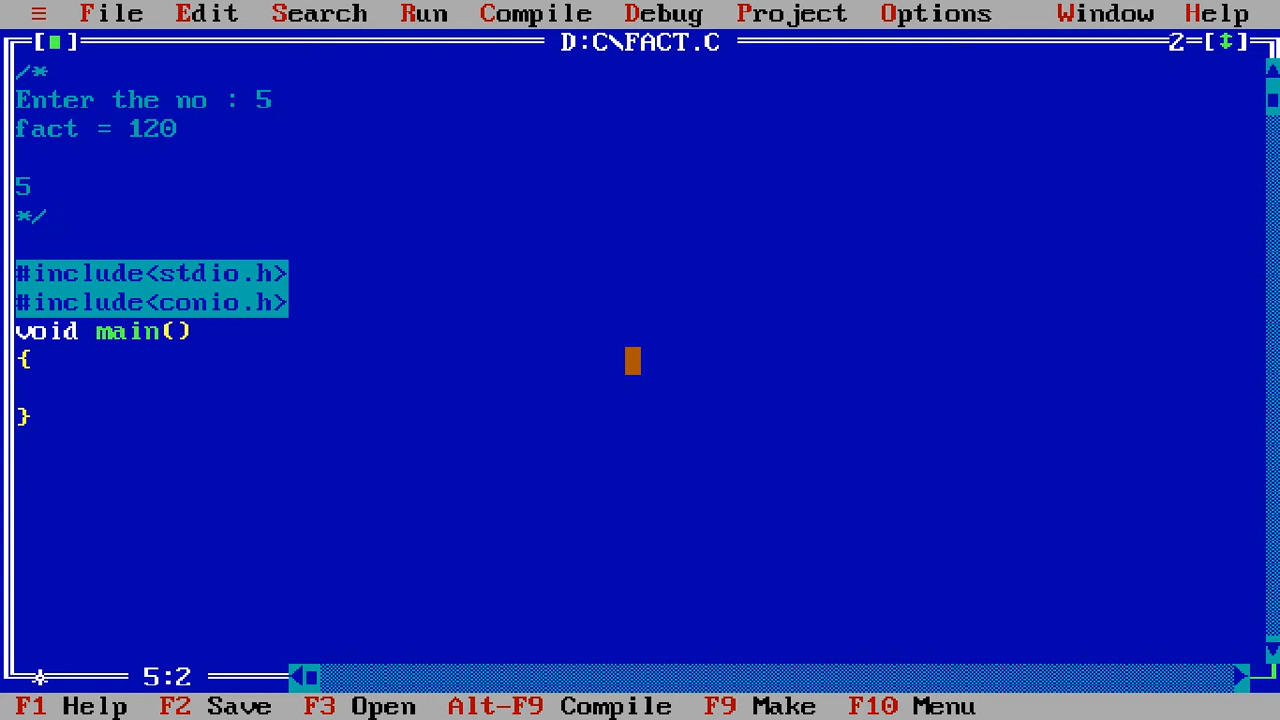 ≡ File Edit Search Run Compile Debug Project Options Window Help
[■] D:C\FACT.C 2=[↕]
/*
Enter the no : 5
fact = 120
5
*/
#include<stdio.h>
#include<conio.h>
void main()
{
}
* 5:2
F1 Help F2 Save F3 Open Alt-F9 Compile F9 Make F10 Menu